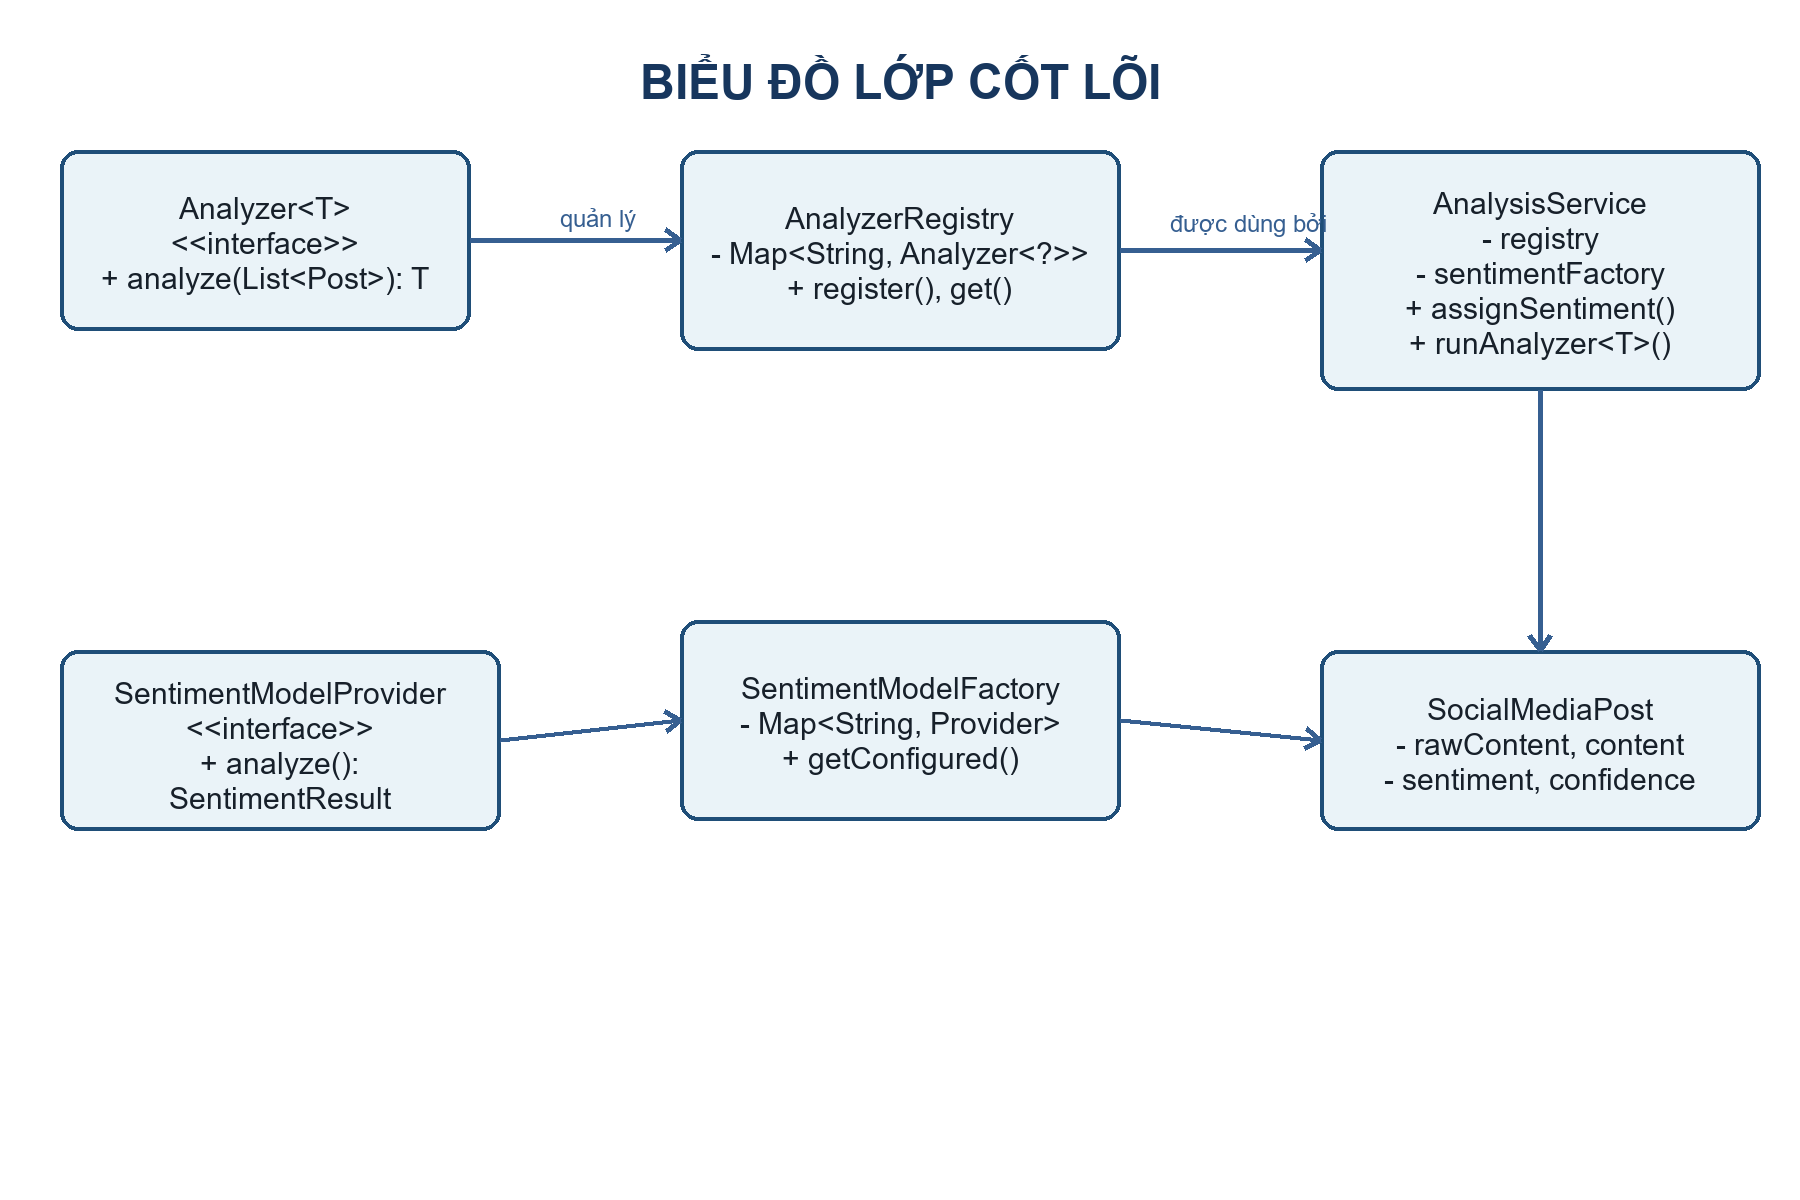 BIỂU ĐỒ LỚP CỐT LÕI
Analyzer<T>
<<interface>>
+ analyze(List<Post>): T
quản lý
AnalyzerRegistry
- Map<String, Analyzer<?>>
+ register(), get()
được dùng bởi
AnalysisService
- registry
- sentimentFactory
+ assignSentiment()
+ runAnalyzer<T>()
SentimentModelProvider
<<interface>>
+ analyze():
SentimentResult
SentimentModelFactory
- Map<String, Provider>
+ getConfigured()
SocialMediaPost
- rawContent, content
- sentiment, confidence